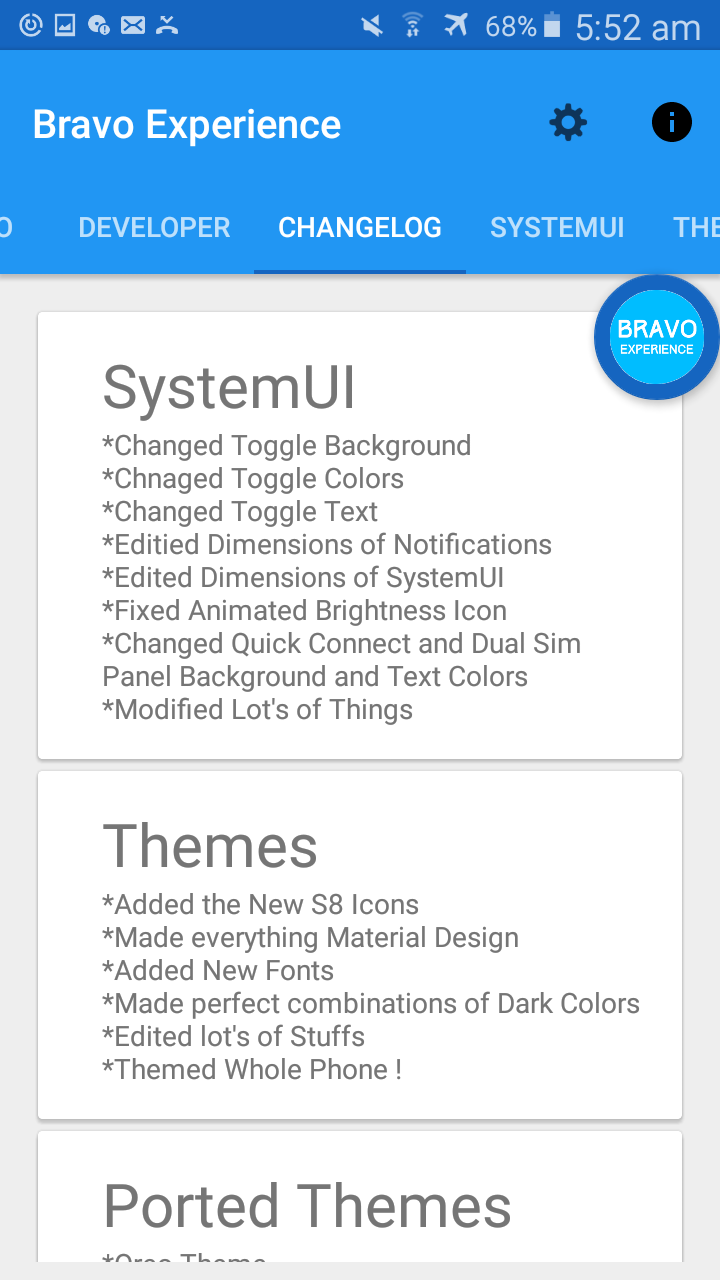 68% 5:52 am
Bravo Experience
O DEVELOPER CHANGELOG SYSTEMUI THE
BRAVO
EXPERIENCE
SystemUI
*Changed Toggle Background
*Chnaged Toggle Colors
*Changed Toggle Text
*Editied Dimensions of Notifications
*Edited Dimensions of SystemUI
*Fixed Animated Brightness Icon
*Changed Quick Connect and Dual Sim
Panel Background and Text Colors
*Modified Lot's of Things
Themes
*Added the New S8 Icons
*Made everything Material Design
*Added New Fonts
*Made perfect combinations of Dark Colors
*Edited lot's of Stuffs
*Themed Whole Phone !
Ported Themes